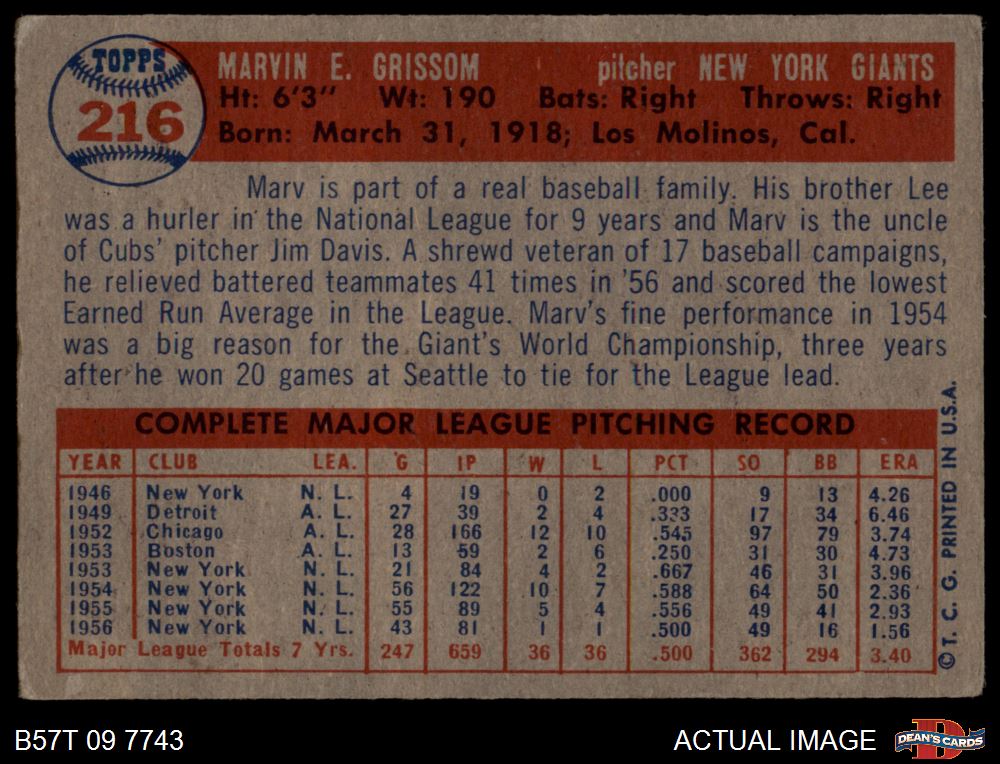 TOPPS
216
MARVIN E. GRISSOM pitcher NEW YORK GIANTS
Ht: 6'3" Wt: 190 Bats: Right Throws: Right
Born: March 31, 1918; Los Molinos, Cal.
Marv is part of a real baseball family. His brother Lee
was a hurler in the National League for 9 years and Marv is the uncle
of Cubs' pitcher Jim Davis. A shrewd veteran of 17 baseball campaigns,
he relieved battered teammates 41 times in '56 and scored the lowest
Earned Run Average in the League. Marv's fine performance in 1954
was a big reason for the Giant's World Championship, three years
after he won 20 games at Seattle to tie for the League lead.
COMPLETE MAJOR LEAGUE PITCHING RECORD
YEAR CLUB LEA. G IP W L PCT SO BB ERA
1946 New York N. L. 4 19 0 2 .000 9 13 4.26
1949 Detroit A. L. 27 39 2 4 .333 17 34 6.46
1952 Chicago A. L. 28 166 12 10 .545 97 79 3.74
1953 Boston A. L. 13 59 2 6 .250 31 30 4.73
1953 New York N. L. 21 84 4 2 .667 46 31 3.96
1954 New York N. L. 56 122 10 7 .588 64 50 2.36
1955 New York N. L. 55 89 5 4 .556 49 41 2.93
1956 New York N. L. 43 81 1 1 .500 49 16 1.56
Major League Totals 7 Yrs. 247 659 36 36 .500 362 294 3.40
© T. C. G. PRINTED IN U.S.A.
B57T 09 7743
ACTUAL IMAGE
DEAN'S CARDS